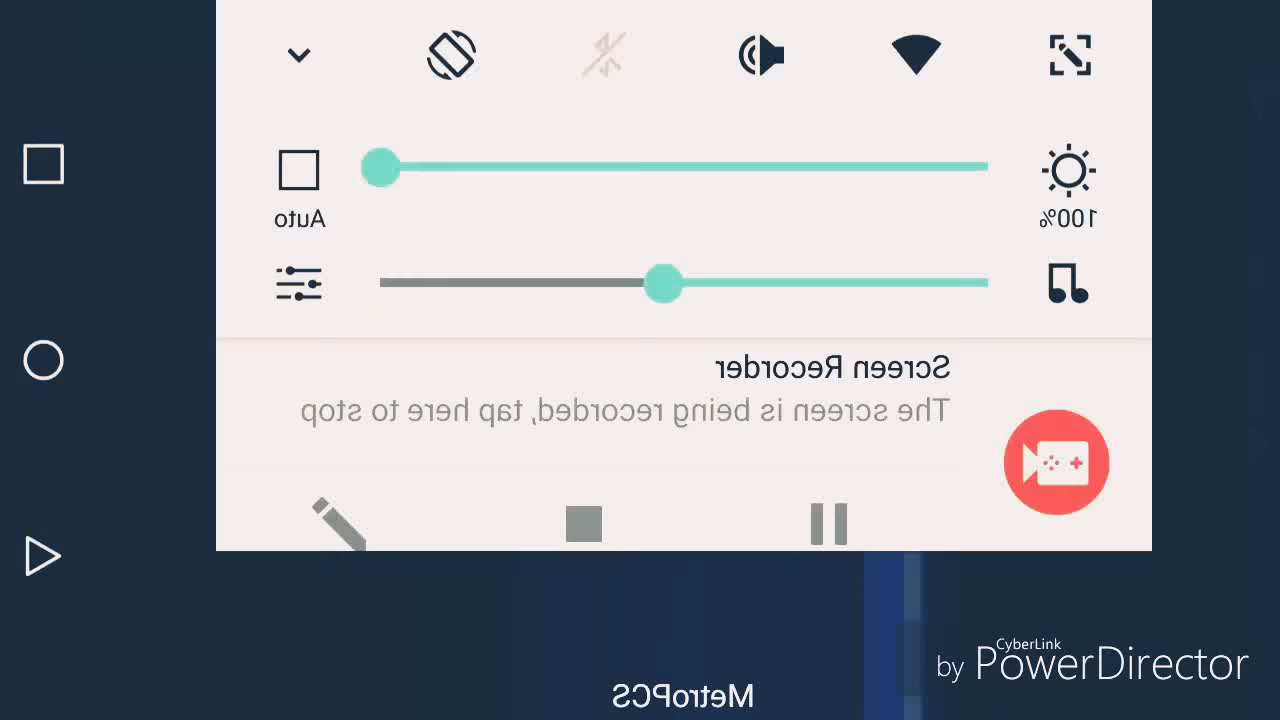 100%
Auto
Screen Recorder
The screen is being recorded, tap here to stop
CyberLink
by PowerDirector
MetroPCS